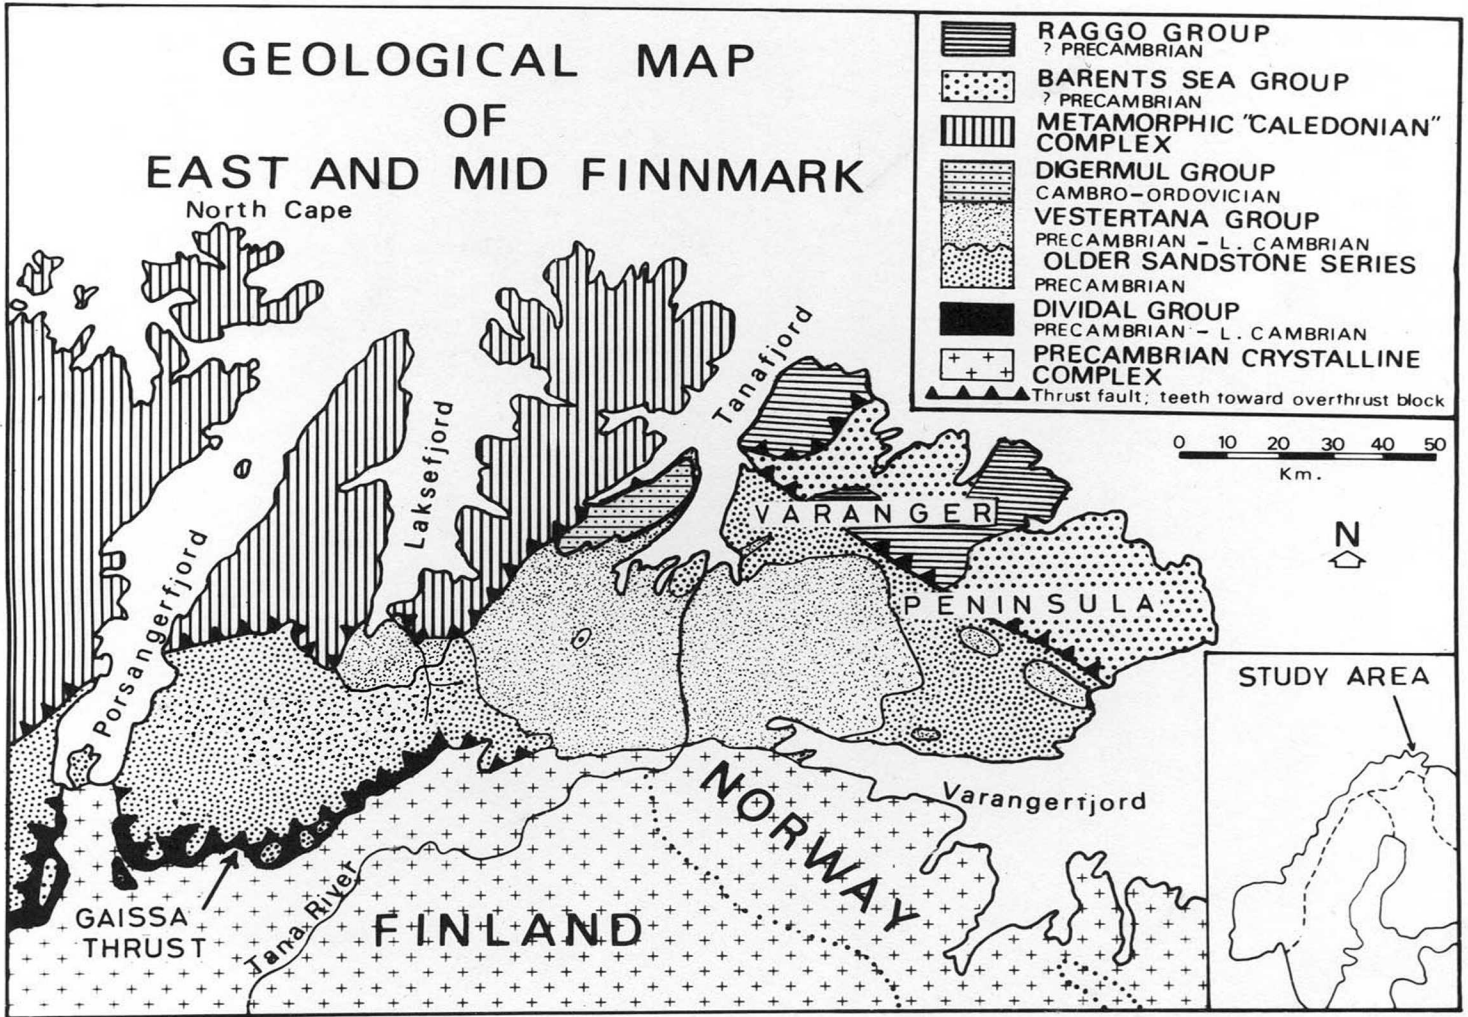 GEOLOGICAL MAP
OF
EAST AND MID FINNMARK
North Cape
RAGGO GROUP
? PRECAMBRIAN
BARENTS SEA GROUP
? PRECAMBRIAN
METAMORPHIC "CALEDONIAN"
COMPLEX
DIGERMUL GROUP
CAMBRO-ORDOVICIAN
VESTERTANA GROUP
PRECAMBRIAN - L. CAMBRIAN
OLDER SANDSTONE SERIES
PRECAMBRIAN
DIVIDAL GROUP
PRECAMBRIAN - L. CAMBRIAN
PRECAMBRIAN CRYSTALLINE
COMPLEX
Thrust fault; teeth toward overthrust block
0 10 20 30 40 50
Km.
N
Tanafjord
Laksefjord
Porsangerfjord
VARANGER
PENINSULA
Varangerfjord
NORWAY
FINLAND
Tana River
GAISSA
THRUST
STUDY AREA